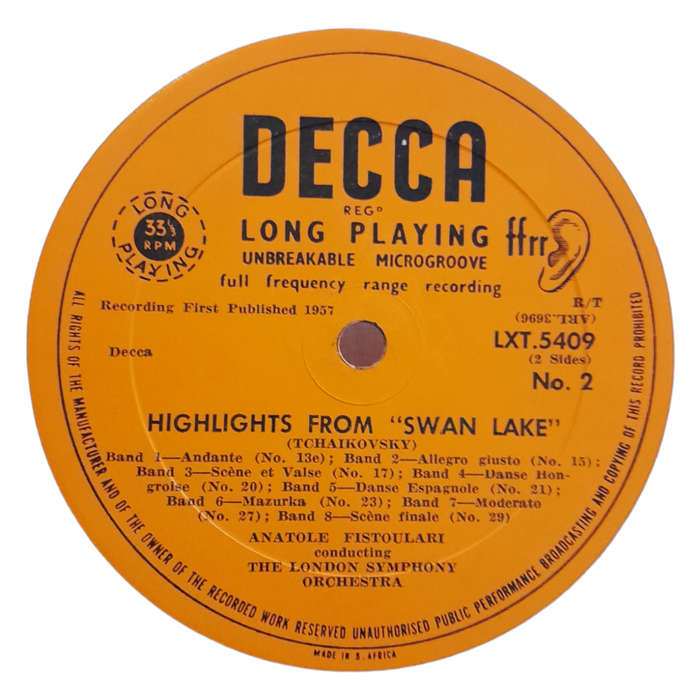 DECCA
REGD
LONG PLAYING
UNBREAKABLE MICROGROOVE
full frequency range recording
ffrr
LONG
33⅓
RPM
PLAYING
Recording First Published 1957
Decca
R/T
(ARL.3696)
LXT.5409
(2 Sides)
No. 2
HIGHLIGHTS FROM "SWAN LAKE"
(TCHAIKOVSKY)
Band 1—Andante (No. 13e); Band 2—Allegro giusto (No. 15);
Band 3—Scène et Valse (No. 17); Band 4—Danse Hon-
groise (No. 20); Band 5—Danse Espagnole (No. 21);
Band 6—Mazurka (No. 23); Band 7—Moderato
(No. 27); Band 8—Scène finale (No. 29)
ANATOLE FISTOULARI
conducting
THE LONDON SYMPHONY
ORCHESTRA
ALL RIGHTS OF THE MANUFACTURER AND OF THE OWNER OF THE RECORDED WORK RESERVED UNAUTHORISED PUBLIC PERFORMANCE BROADCASTING AND COPYING OF THIS RECORD PROHIBITED
MADE IN S. AFRICA